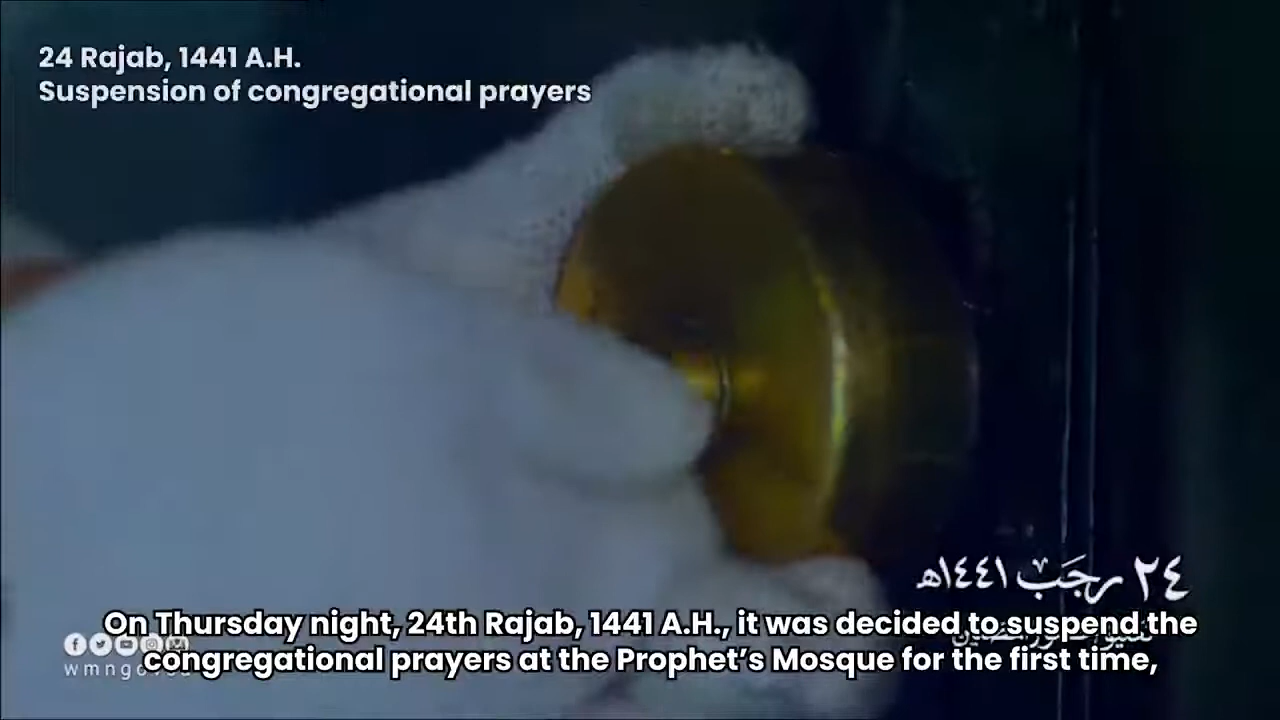 24 Rajab, 1441 A.H.
Suspension of congregational prayers
٢٤ رجَب ١٤٤١هـ
On Thursday night, 24th Rajab, 1441 A.H., it was decided to suspend the
congregational prayers at the Prophet’s Mosque for the first time,